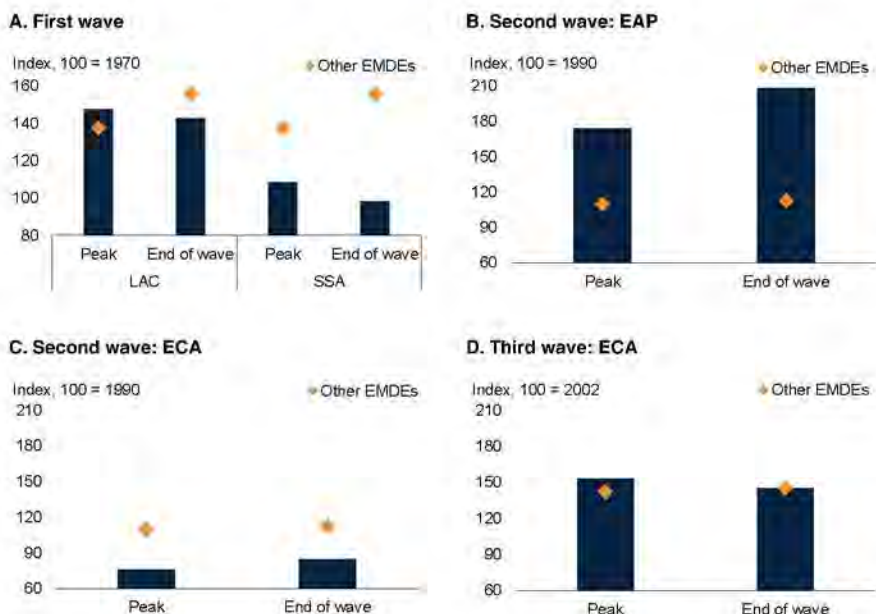 A. First wave
Index, 100 = 1970
Other EMDEs
160
140
120
100
80
Peak
End of wave
Peak
End of wave
LAC
SSA
B. Second wave: EAP
Index, 100 = 1990
Other EMDEs
210
180
150
120
90
60
Peak
End of wave
C. Second wave: ECA
Index, 100 = 1990
Other EMDEs
210
180
150
120
90
60
Peak
End of wave
D. Third wave: ECA
Index, 100 = 2002
Other EMDEs
210
180
150
120
90
60
Peak
End of wave